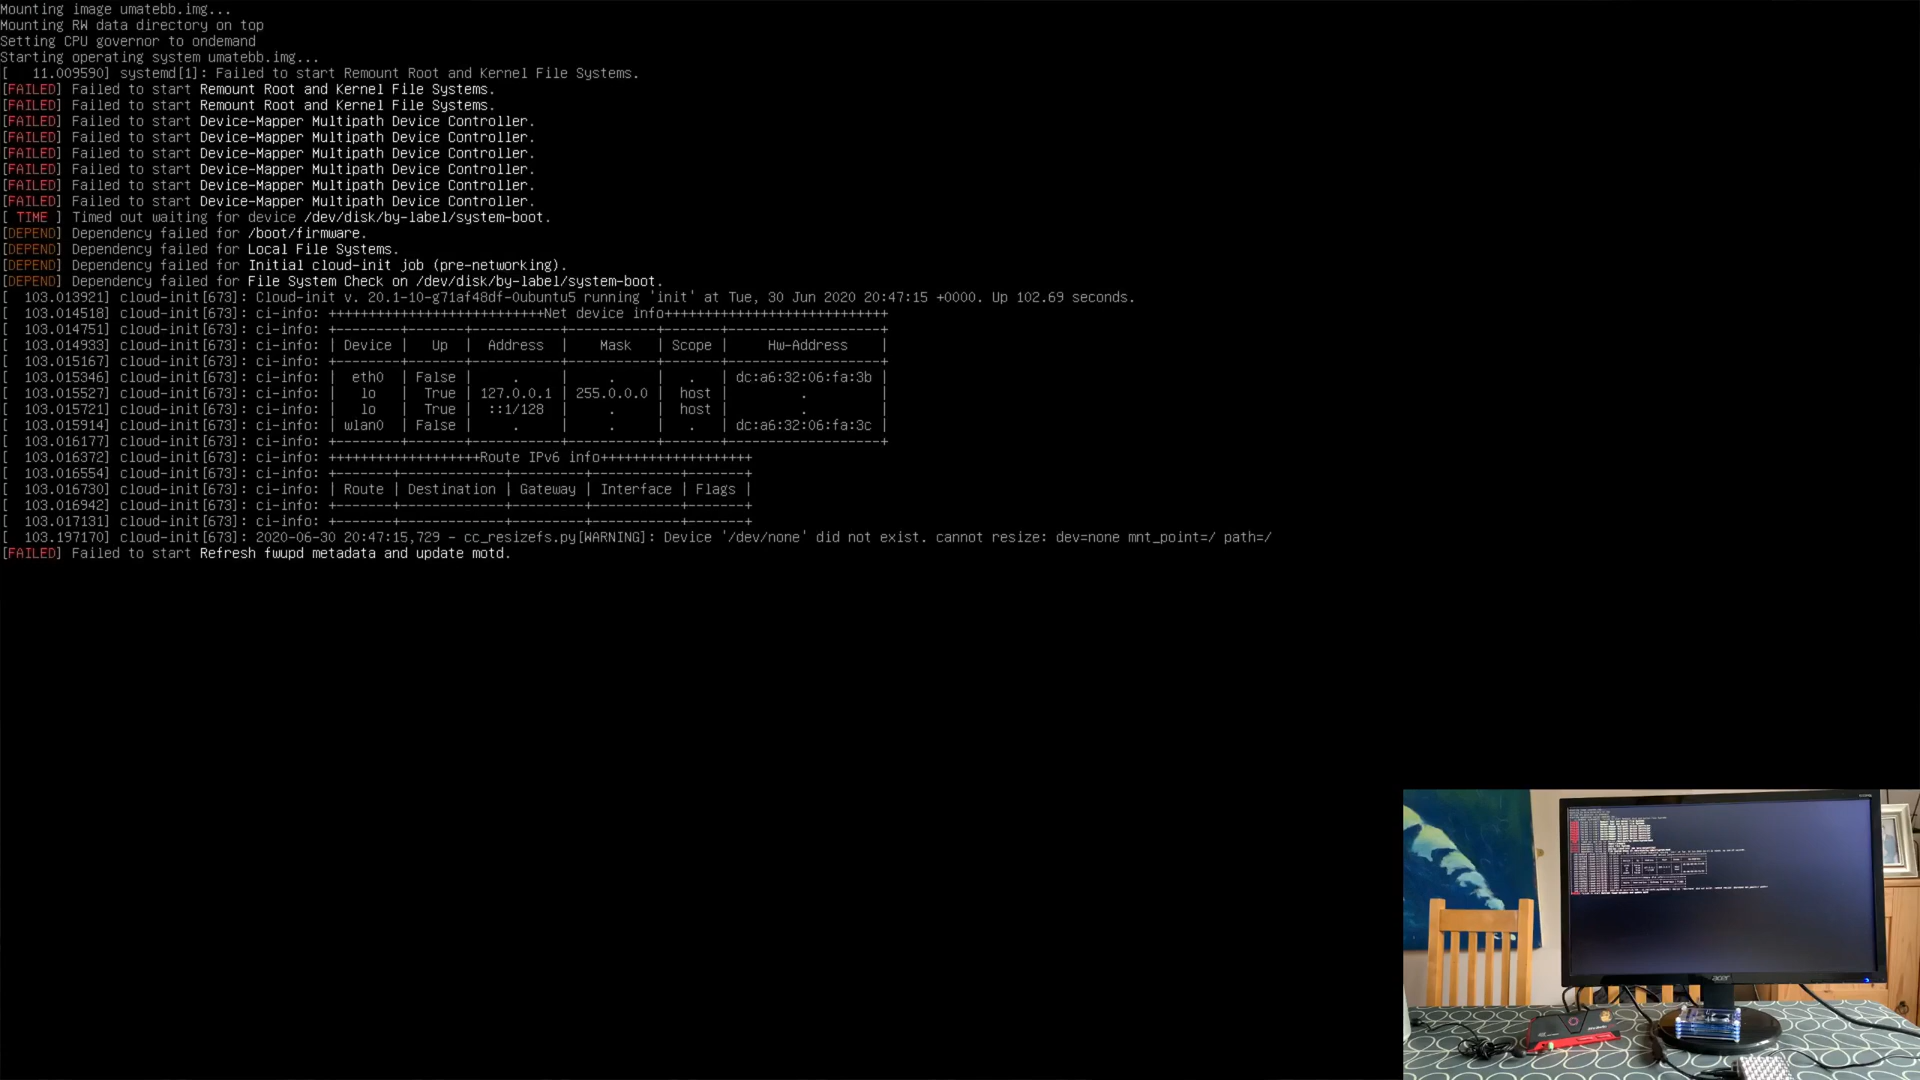 Mounting image umatebb.img...
Mounting RW data directory on top
Setting CPU governor to ondemand
Starting operating system umatebb.img...
[   11.009590] systemd[1]: Failed to start Remount Root and Kernel File Systems.
[FAILED] Failed to start Remount Root and Kernel File Systems.
[FAILED] Failed to start Remount Root and Kernel File Systems.
[FAILED] Failed to start Device-Mapper Multipath Device Controller.
[FAILED] Failed to start Device-Mapper Multipath Device Controller.
[FAILED] Failed to start Device-Mapper Multipath Device Controller.
[FAILED] Failed to start Device-Mapper Multipath Device Controller.
[FAILED] Failed to start Device-Mapper Multipath Device Controller.
[FAILED] Failed to start Device-Mapper Multipath Device Controller.
[ TIME ] Timed out waiting for device /dev/disk/by-label/system-boot.
[DEPEND] Dependency failed for /boot/firmware.
[DEPEND] Dependency failed for Local File Systems.
[DEPEND] Dependency failed for Initial cloud-init job (pre-networking).
[DEPEND] Dependency failed for File System Check on /dev/disk/by-label/system-boot.
[  103.013921] cloud-init[673]: Cloud-init v. 20.1-10-g71af48df-0ubuntu5 running 'init' at Tue, 30 Jun 2020 20:47:15 +0000. Up 102.69 seconds.
[  103.014518] cloud-init[673]: ci-info: +++++++++++++++++++++++++++Net device info++++++++++++++++++++++++++++
[  103.014751] cloud-init[673]: ci-info: +--------+-------+-----------+-----------+-------+-------------------+
[  103.014933] cloud-init[673]: ci-info: | Device |   Up  |  Address  |    Mask   | Scope |     Hw-Address    |
[  103.015167] cloud-init[673]: ci-info: +--------+-------+-----------+-----------+-------+-------------------+
[  103.015346] cloud-init[673]: ci-info: |  eth0  | False |     .     |     .     |   .   | dc:a6:32:06:fa:3b |
[  103.015527] cloud-init[673]: ci-info: |   lo   |  True | 127.0.0.1 | 255.0.0.0 |  host |         .         |
[  103.015721] cloud-init[673]: ci-info: |   lo   |  True |  ::1/128  |     .     |  host |         .         |
[  103.015914] cloud-init[673]: ci-info: | wlan0  | False |     .     |     .     |   .   | dc:a6:32:06:fa:3c |
[  103.016177] cloud-init[673]: ci-info: +--------+-------+-----------+-----------+-------+-------------------+
[  103.016372] cloud-init[673]: ci-info: +++++++++++++++++++Route IPv6 info+++++++++++++++++++
[  103.016554] cloud-init[673]: ci-info: +-------+-------------+---------+-----------+-------+
[  103.016730] cloud-init[673]: ci-info: | Route | Destination | Gateway | Interface | Flags |
[  103.016942] cloud-init[673]: ci-info: +-------+-------------+---------+-----------+-------+
[  103.017131] cloud-init[673]: ci-info: +-------+-------------+---------+-----------+-------+
[  103.197170] cloud-init[673]: 2020-06-30 20:47:15,729 - cc_resizefs.py[WARNING]: Device '/dev/none' did not exist. cannot resize: dev=none mnt_point=/ path=/
[FAILED] Failed to start Refresh fwupd metadata and update motd.
acer